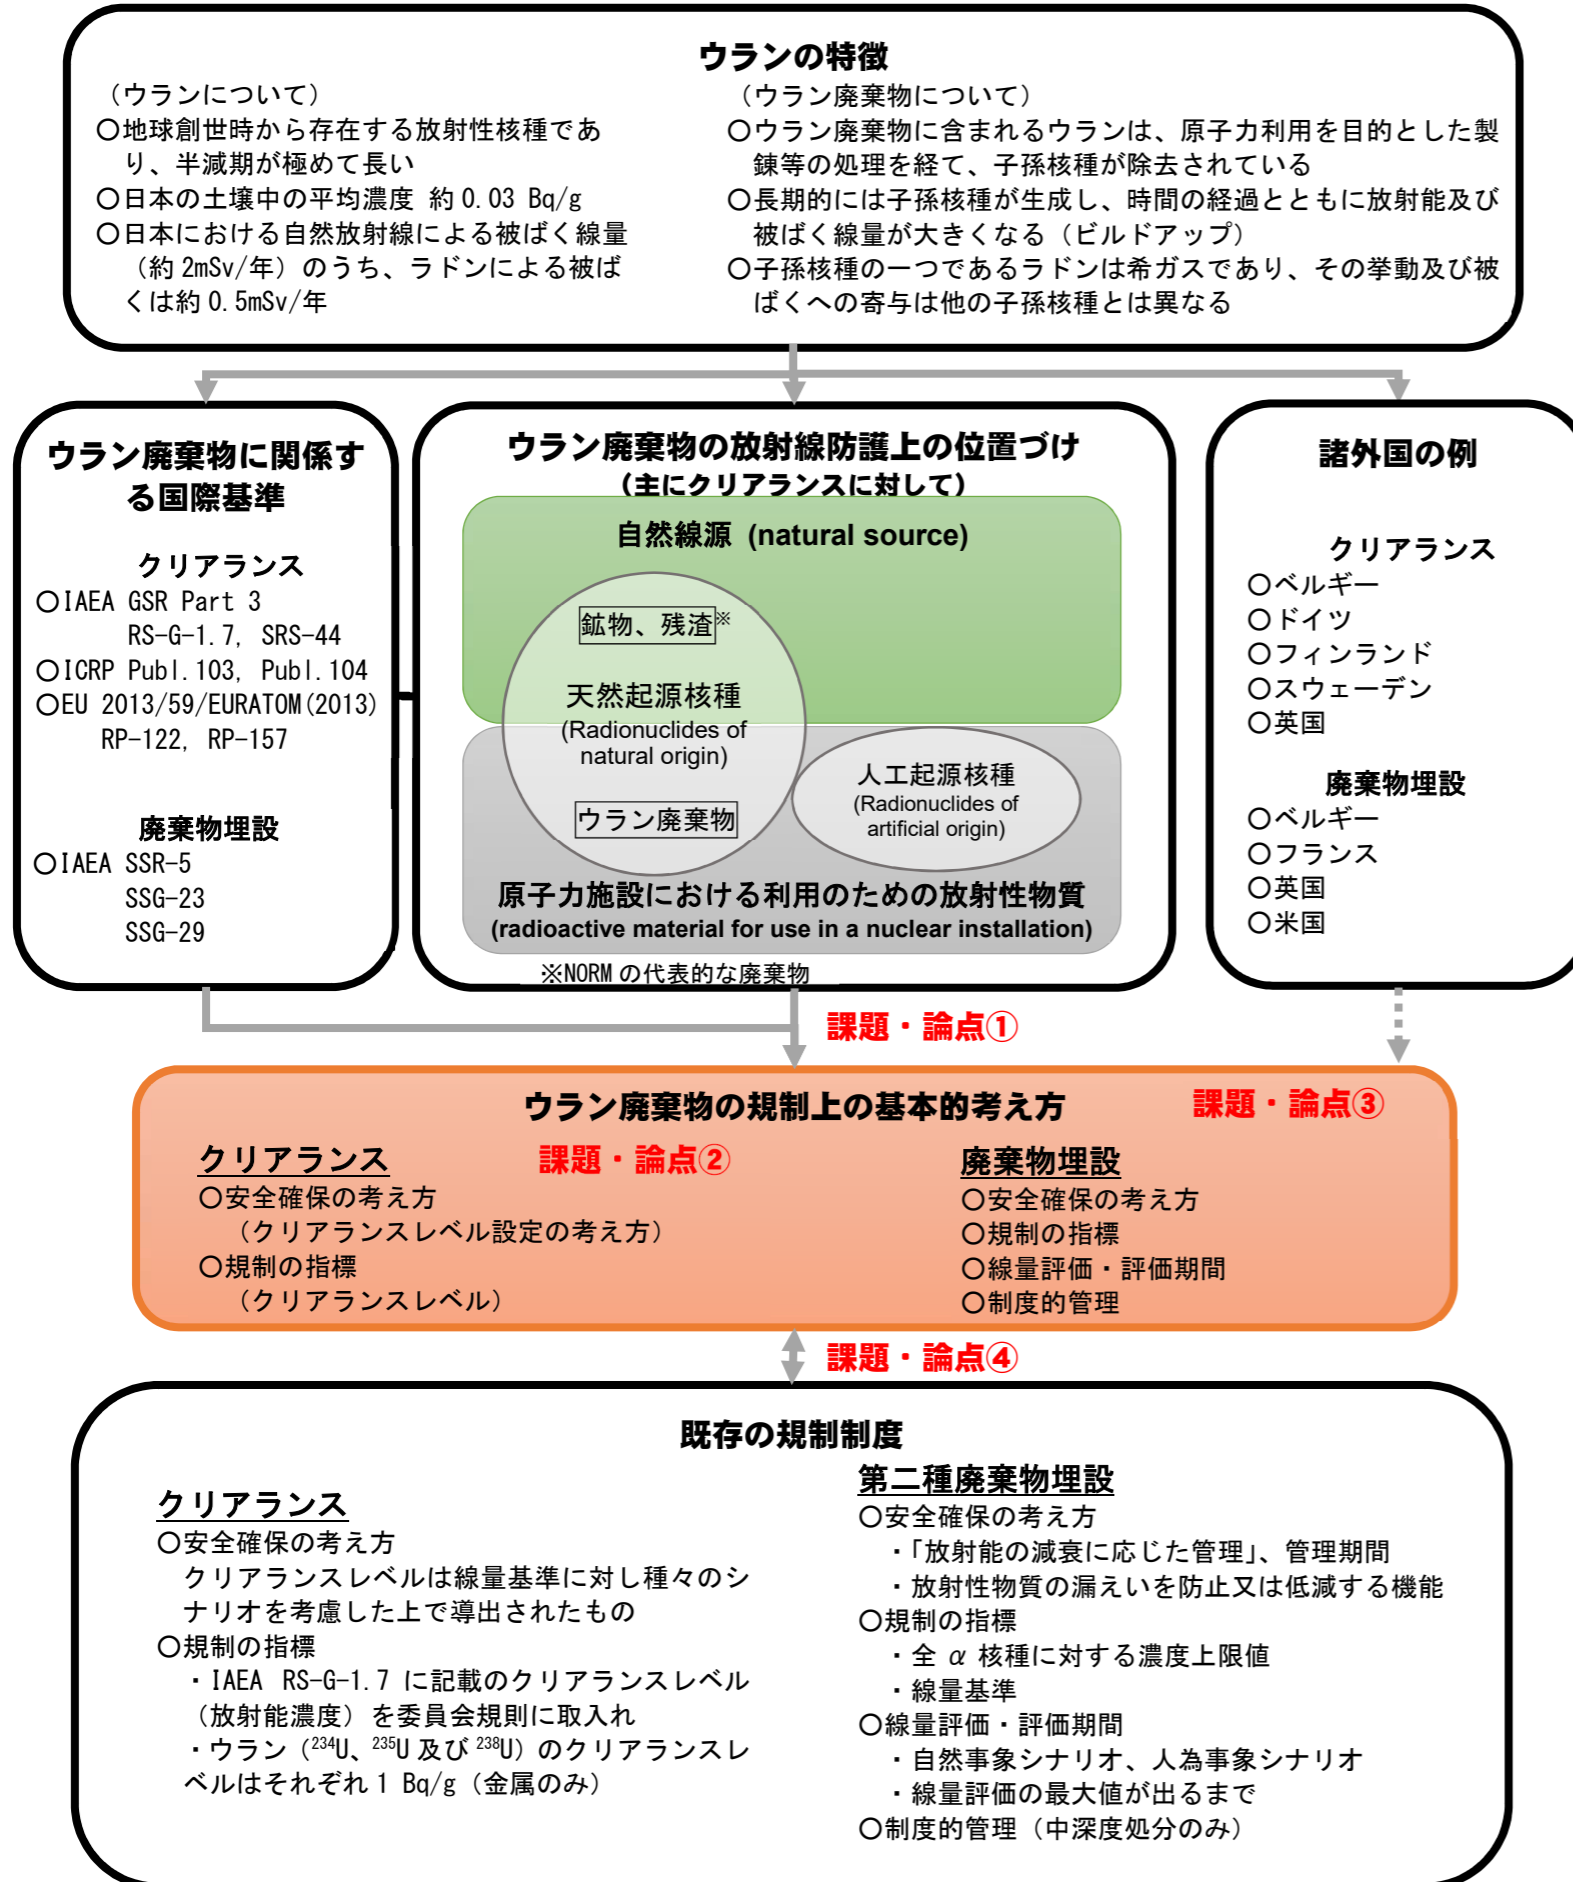 ウランの特徴
（ウランについて）
〇地球創世時から存在する放射性核種であ
り、半減期が極めて長い
〇日本の土壌中の平均濃度 約 0.03 Bq/g
〇日本における自然放射線による被ばく線量
（約 2mSv/年）のうち、ラドンによる被ば
くは約 0.5mSv/年
（ウラン廃棄物について）
〇ウラン廃棄物に含まれるウランは、原子力利用を目的とした製
錬等の処理を経て、子孫核種が除去されている
〇長期的には子孫核種が生成し、時間の経過とともに放射能及び
被ばく線量が大きくなる（ビルドアップ）
〇子孫核種の一つであるラドンは希ガスであり、その挙動及び被
ばくへの寄与は他の子孫核種とは異なる
ウラン廃棄物に関係す
る国際基準
クリアランス
〇IAEA GSR Part 3
RS-G-1.7, SRS-44
〇ICRP Publ.103, Publ.104
〇EU 2013/59/EURATOM(2013)
RP-122, RP-157
廃棄物埋設
〇IAEA SSR-5
SSG-23
SSG-29
ウラン廃棄物の放射線防護上の位置づけ
（主にクリアランスに対して）
自然線源 (natural source)
鉱物、残渣※
天然起源核種
(Radionuclides of
natural origin)
ウラン廃棄物
人工起源核種
(Radionuclides of
artificial origin)
原子力施設における利用のための放射性物質
(radioactive material for use in a nuclear installation)
※NORM の代表的な廃棄物
諸外国の例
クリアランス
〇ベルギー
〇ドイツ
〇フィンランド
〇スウェーデン
〇英国
廃棄物埋設
〇ベルギー
〇フランス
〇英国
〇米国
課題・論点①
ウラン廃棄物の規制上の基本的考え方
課題・論点③
クリアランス
課題・論点②
〇安全確保の考え方
（クリアランスレベル設定の考え方）
〇規制の指標
（クリアランスレベル）
廃棄物埋設
〇安全確保の考え方
〇規制の指標
〇線量評価・評価期間
〇制度的管理
課題・論点④
既存の規制制度
クリアランス
〇安全確保の考え方
クリアランスレベルは線量基準に対し種々のシ
ナリオを考慮した上で導出されたもの
〇規制の指標
・IAEA RS-G-1.7 に記載のクリアランスレベル
（放射能濃度）を委員会規則に取入れ
・ウラン（²³⁴U、²³⁵U 及び ²³⁸U）のクリアランスレ
ベルはそれぞれ 1 Bq/g（金属のみ）
第二種廃棄物埋設
〇安全確保の考え方
・「放射能の減衰に応じた管理」、管理期間
・放射性物質の漏えいを防止又は低減する機能
〇規制の指標
・全 α 核種に対する濃度上限値
・線量基準
〇線量評価・評価期間
・自然事象シナリオ、人為事象シナリオ
・線量評価の最大値が出るまで
〇制度的管理（中深度処分のみ）